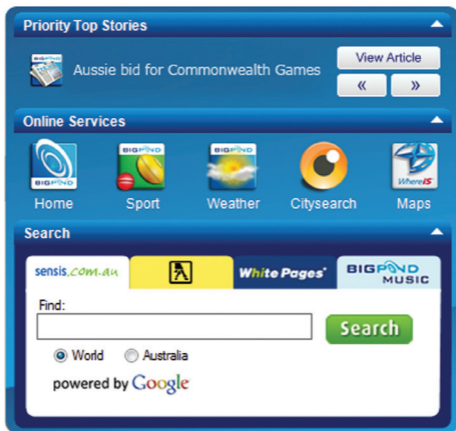 Priority Top Stories
BIGPOND
Aussie bid for Commonwealth Games
View Article
« »
Online Services
BIGPOND BIGPOND BIGPOND WhereiS
Home Sport Weather Citysearch Maps
Search
sensis.com.au White Pages® BIGPOND MUSIC
Find:
Search
World Australia
powered by Google